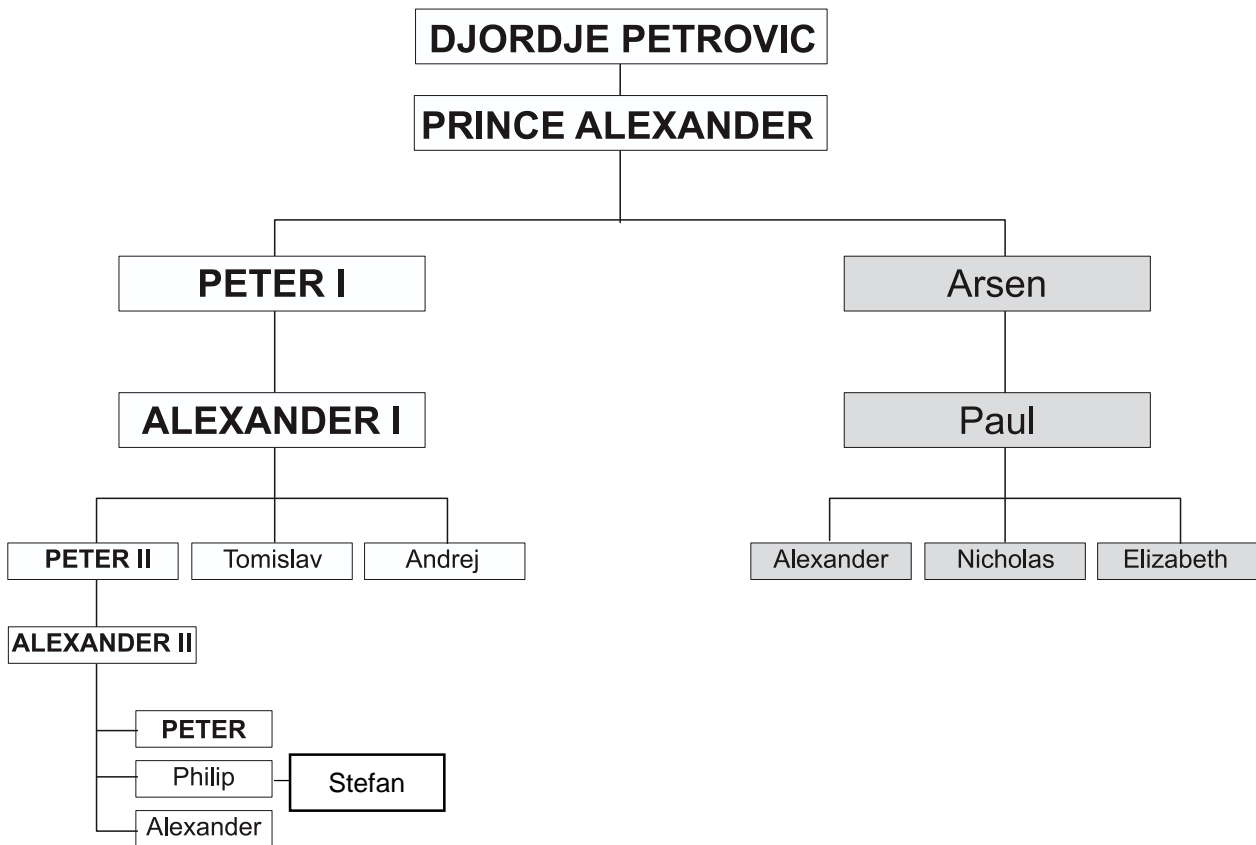 DJORDJE PETROVIC
PRINCE ALEXANDER
PETER I
Arsen
ALEXANDER I
Paul
PETER II
Tomislav
Andrej
Alexander
Nicholas
Elizabeth
ALEXANDER II
PETER
Philip
Stefan
Alexander